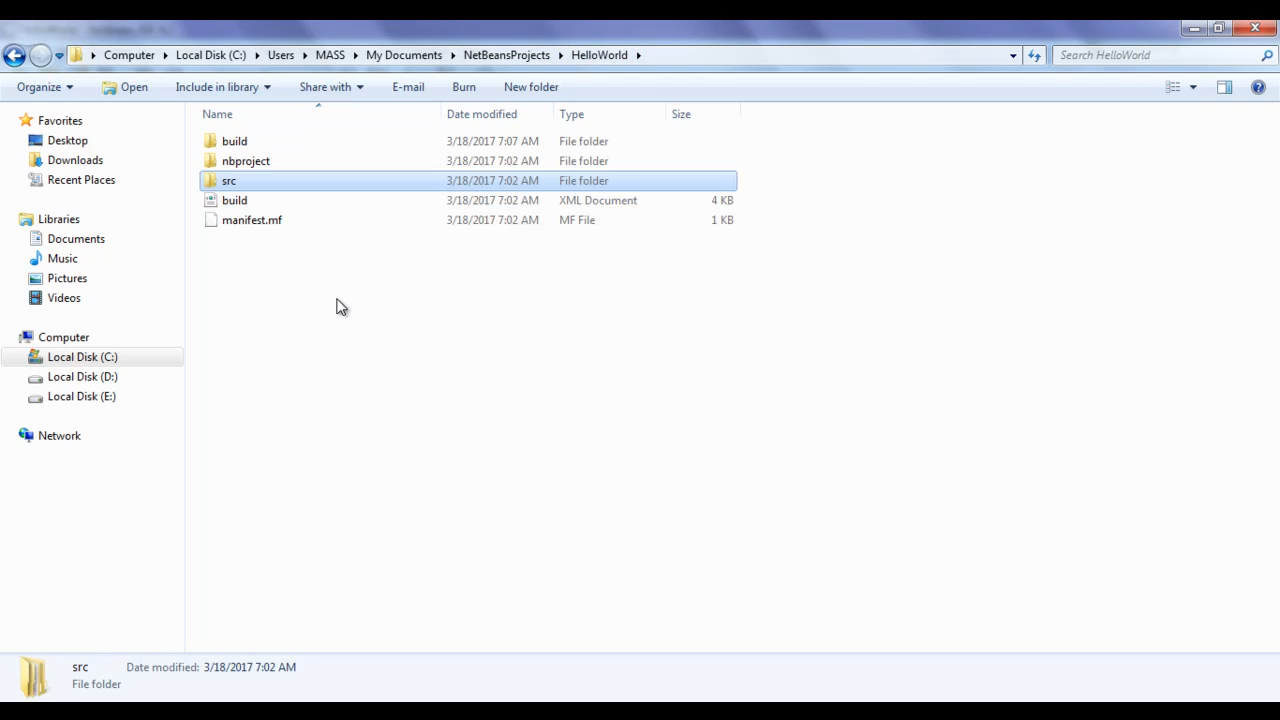 Computer Local Disk (C:) Users MASS My Documents NetBeansProjects HelloWorld Search HelloWorld
Organize Open Include in library Share with E-mail Burn New folder
Favorites
Desktop
Downloads
Recent Places
Libraries
Documents
Music
Pictures
Videos
Computer
Local Disk (C:)
Local Disk (D:)
Local Disk (E:)
Network
Name Date modified Type Size
build 3/18/2017 7:07 AM File folder
nbproject 3/18/2017 7:02 AM File folder
src 3/18/2017 7:02 AM File folder
build 3/18/2017 7:02 AM XML Document 4 KB
manifest.mf 3/18/2017 7:02 AM MF File 1 KB
src Date modified: 3/18/2017 7:02 AM
File folder